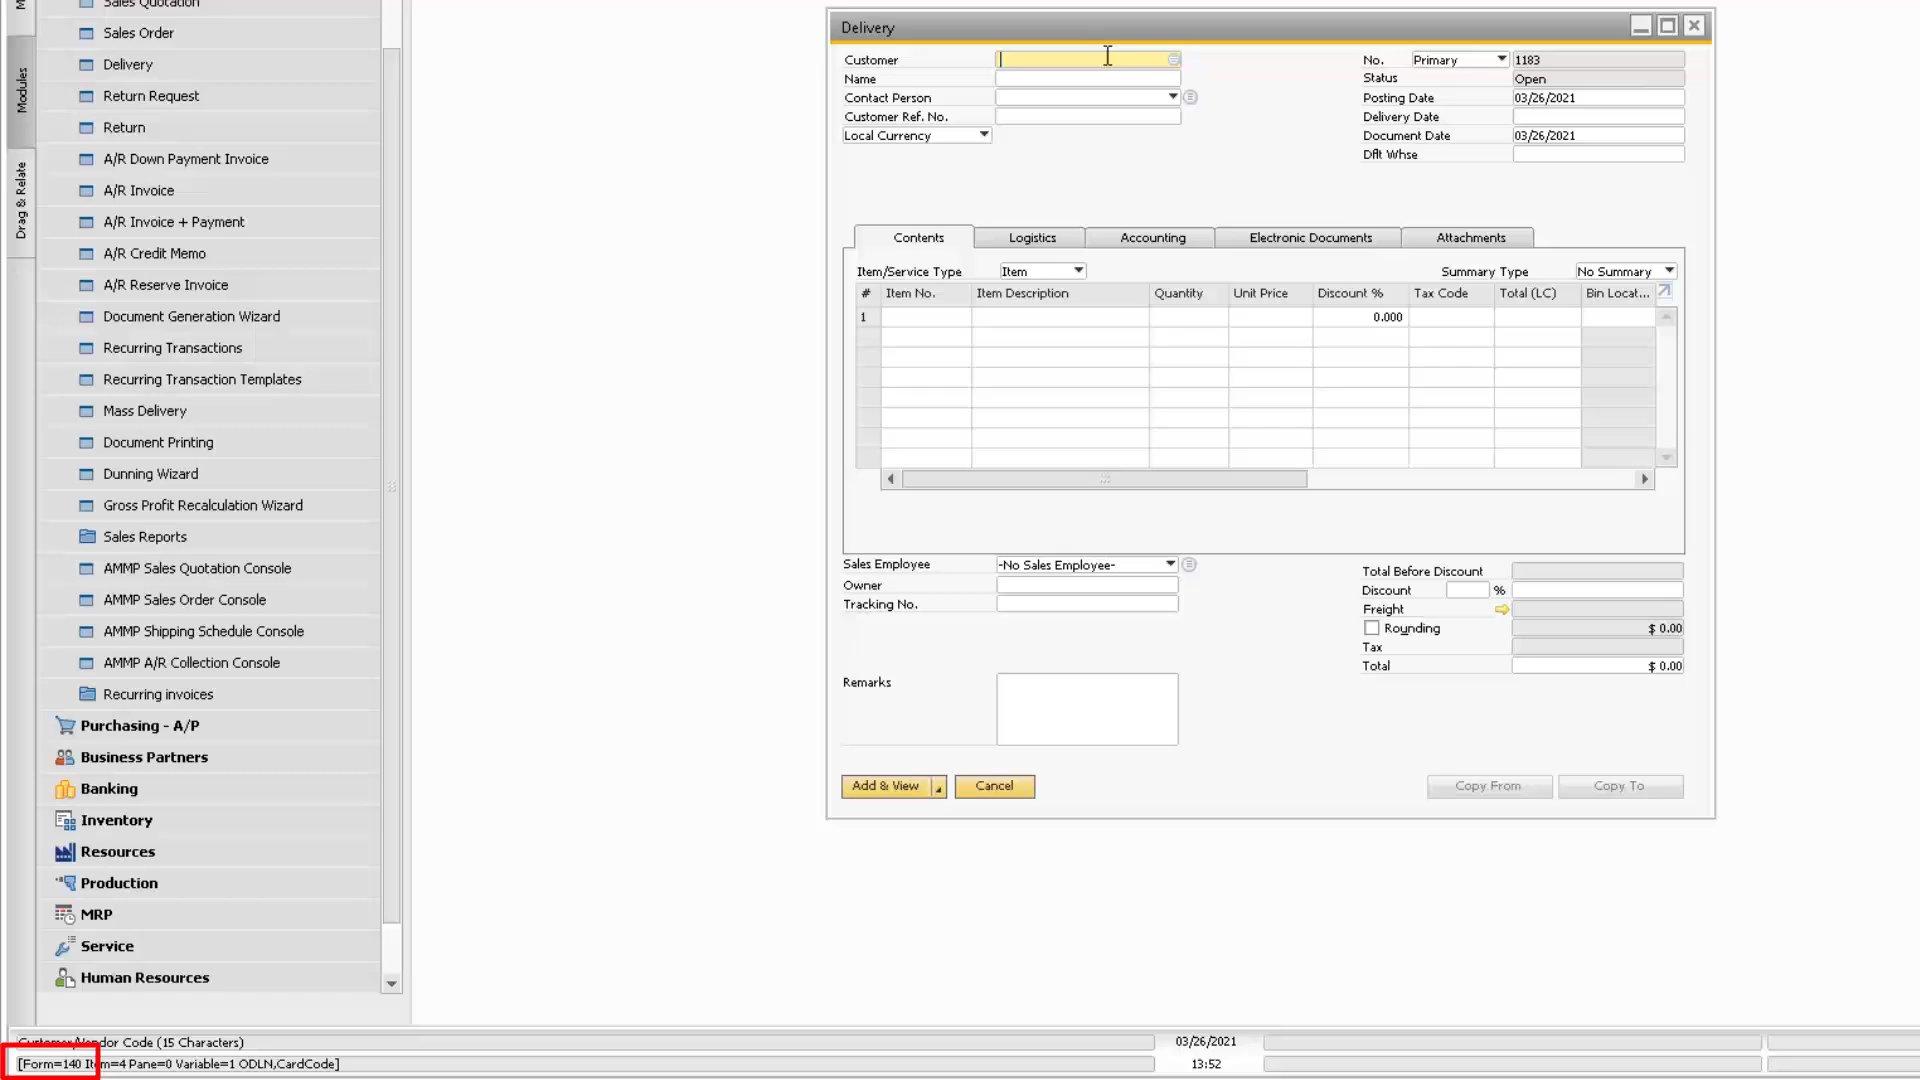 Modules
Drag & Relate
Sales Quotation
Sales Order
Delivery
Return Request
Return
A/R Down Payment Invoice
A/R Invoice
A/R Invoice + Payment
A/R Credit Memo
A/R Reserve Invoice
Document Generation Wizard
Recurring Transactions
Recurring Transaction Templates
Mass Delivery
Document Printing
Dunning Wizard
Gross Profit Recalculation Wizard
Sales Reports
AMMP Sales Quotation Console
AMMP Sales Order Console
AMMP Shipping Schedule Console
AMMP A/R Collection Console
Recurring invoices
Purchasing - A/P
Business Partners
Banking
Inventory
Resources
Production
MRP
Service
Human Resources
Delivery
Customer
Name
Contact Person
Customer Ref. No.
Local Currency
No. Primary 1183
Status Open
Posting Date 03/26/2021
Delivery Date
Document Date 03/26/2021
Dflt Whse
Contents Logistics Accounting Electronic Documents Attachments
Item/Service Type Item Summary Type No Summary
# Item No. Item Description Quantity Unit Price Discount % Tax Code Total (LC) Bin Locat...
1 0.000
Sales Employee -No Sales Employee-
Owner
Tracking No.
Remarks
Total Before Discount
Discount %
Freight
Rounding $ 0.00
Tax
Total $ 0.00
Add & View Cancel Copy From Copy To
Customer/Vendor Code (15 Characters) 03/26/2021
[Form=140 Item=4 Pane=0 Variable=1 ODLN,CardCode] 13:52